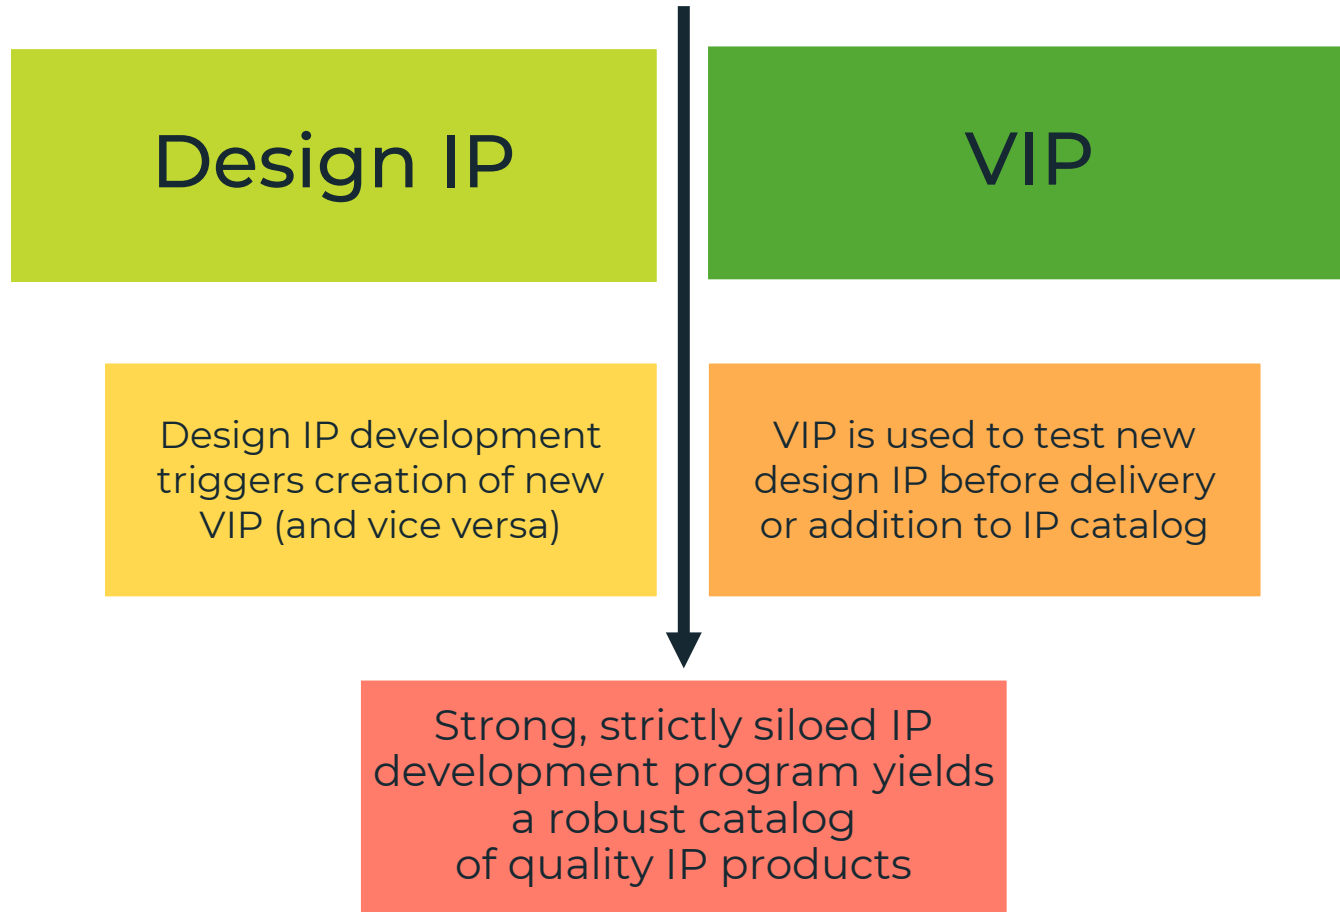 Design IP
VIP
Design IP development
triggers creation of new
VIP (and vice versa)
VIP is used to test new
design IP before delivery
or addition to IP catalog
Strong, strictly siloed IP
development program yields
a robust catalog
of quality IP products